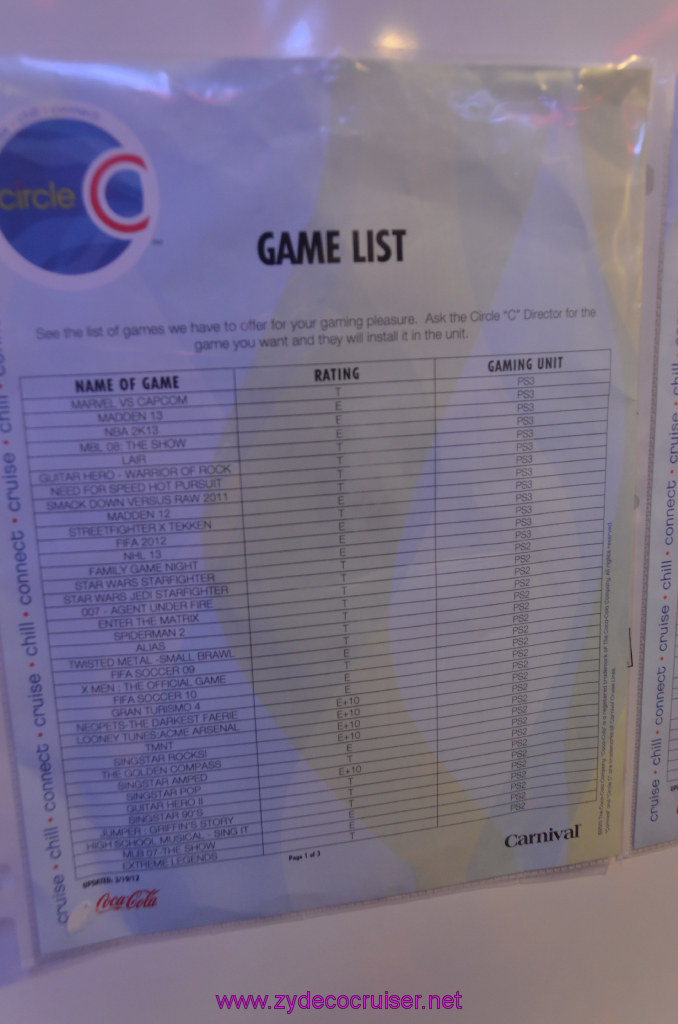 circle C
GAME LIST
See the list of games we have to offer for your gaming pleasure. Ask the Circle "C" Director for the
game you want and they will install it in the unit.
NAME OF GAME RATING GAMING UNIT
MARVEL VS CAPCOM T PS3
MADDEN 13 E PS3
NBA 2K13 E PS3
MBL 08: THE SHOW E PS3
LAIR T PS3
GUITAR HERO - WARRIOR OF ROCK T PS3
NEED FOR SPEED HOT PURSUIT T PS3
SMACK DOWN VERSUS RAW 2011 T PS3
MADDEN 12 E PS3
STREETFIGHTER X TEKKEN T PS3
FIFA 2012 E PS3
NHL 13 E PS3
FAMILY GAME NIGHT E PS2
STAR WARS STARFIGHTER T PS2
STAR WARS JEDI STARFIGHTER T PS2
007 - AGENT UNDER FIRE T PS2
ENTER THE MATRIX T PS2
SPIDERMAN 2 T PS2
ALIAS T PS2
TWISTED METAL -SMALL BRAWL T PS2
FIFA SOCCER 09 E PS2
X MEN : THE OFFICIAL GAME T PS2
FIFA SOCCER 10 E PS2
GRAN TURISMO 4 E PS2
NEOPETS-THE DARKEST FAERIE E+10 PS2
LOONEY TUNES:ACME ARSENAL E+10 PS2
TMNT E+10 PS2
SINGSTAR ROCKS! E+10 PS2
THE GOLDEN COMPASS E PS2
SINGSTAR AMPED T PS2
SINGSTAR POP E+10 PS2
GUITAR HERO II T PS2
SINGSTAR 90'S T PS2
JUMPER : GRIFFIN'S STORY T PS2
HIGH SCHOOL MUSICAL - SING IT E PS2
MLB 07 THE SHOW E PS2
EXTREME LEGENDS T PS2
UPDATED: 3/19/13
Page 1 of 3
Carnival
Coca-Cola
cruise • chill • connect • cruise • chill • connect • cruise • chill • conn
cruise • chill • connect • cruise • chill
www.zydecocruiser.net